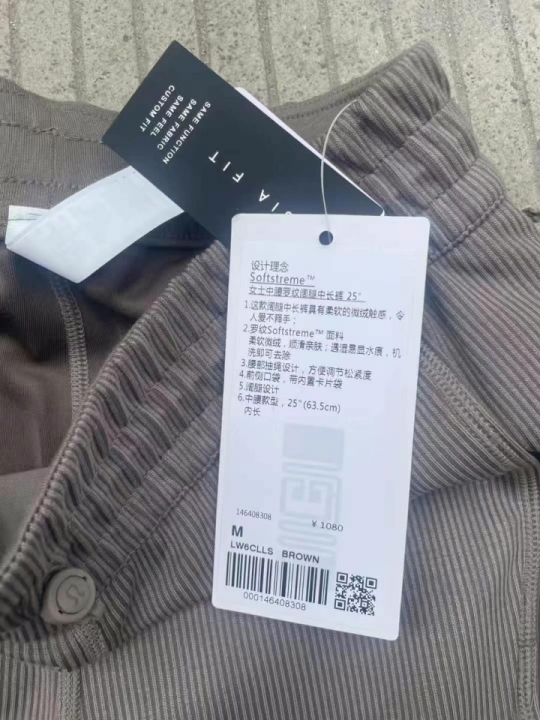 SAME FUNCTION
SAME FABRIC
SAME FEEL
CUSTOM FIT
FIT
设计理念
Softstreme™
女士中腰罗纹阔腿中长裤 25"
1.这款阔腿中长裤具有柔软的微绒触感，令
人爱不释手；
2.罗纹Softstreme™ 面料
柔软微绒，顺滑亲肤；遇湿易显水痕，机
洗即可去除
3.腰部抽绳设计，方便调节松紧度
4.前侧口袋，带内置卡片袋
5.阔腿设计
6.中腰款型，25"(63.5cm)
内长
146408308
¥ 1080
M
LW6CLLS BROWN
000146408308